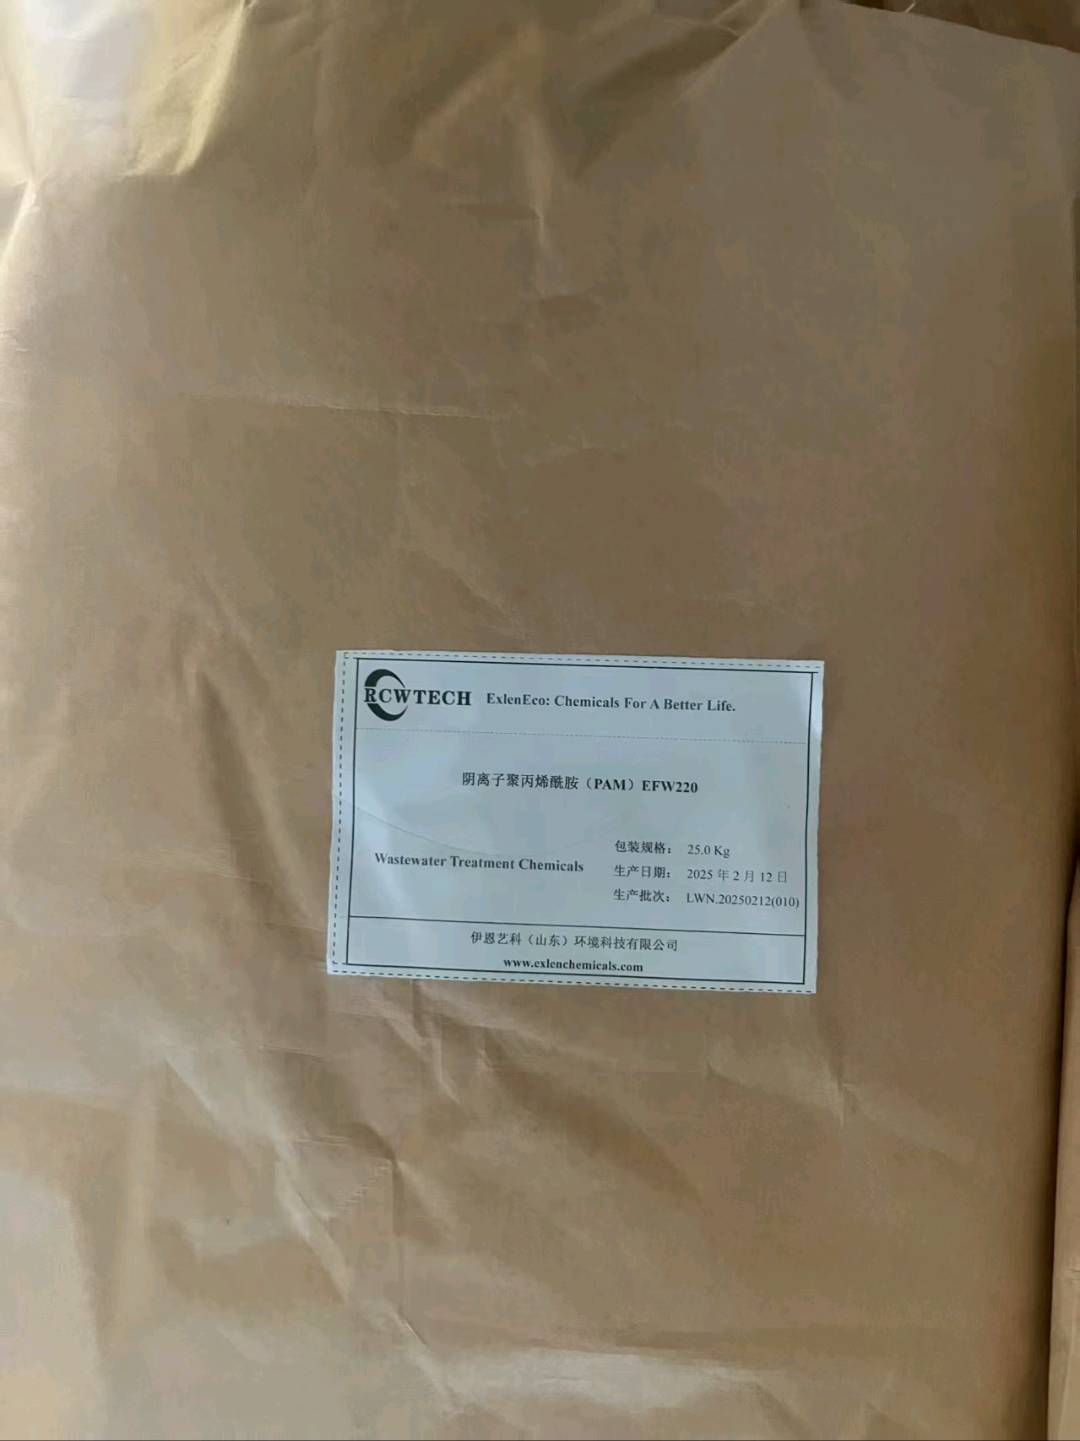 RCWTECH ExlenEco: Chemicals For A Better Life.
阴离子聚丙烯酰胺（PAM）EFW220
Wastewater Treatment Chemicals
包装规格： 25.0 Kg
生产日期： 2025 年 2 月 12 日
生产批次： LWN.20250212(010)
伊恩艺科（山东）环境科技有限公司
www.exlenchemicals.com